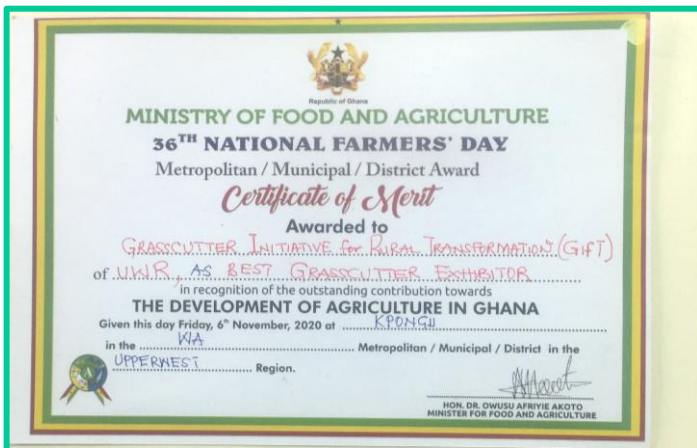 Republic of Ghana
MINISTRY OF FOOD AND AGRICULTURE
36TH NATIONAL FARMERS' DAY
Metropolitan / Municipal / District Award
Certificate of Merit
Awarded to
GRASSCUTTER INITIATIVE for RURAL TRANSFORMATION (GIFT)
of UWR, AS BEST GRASSCUTTER EXHIBITOR
in recognition of the outstanding contribution towards
THE DEVELOPMENT OF AGRICULTURE IN GHANA
Given this day Friday, 6th November, 2020 at KPONGU
in the WA Metropolitan / Municipal / District in the
UPPERWEST Region.
HON. DR. OWUSU AFRIYIE AKOTO
MINISTER FOR FOOD AND AGRICULTURE